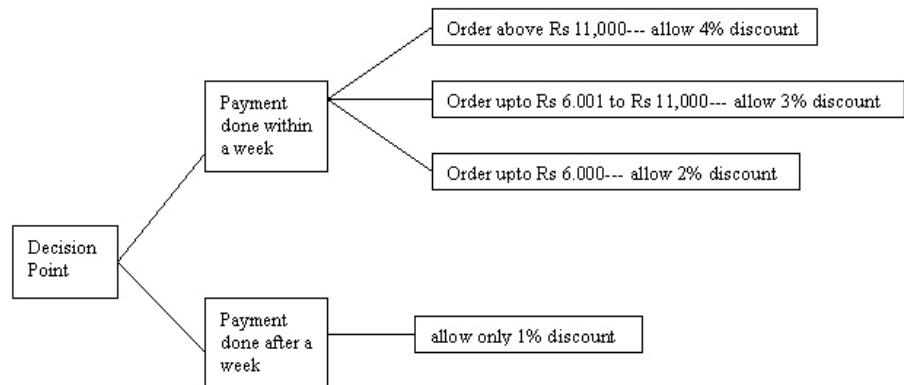 Order above Rs 11,000--- allow 4% discount
Payment
done within
a week
Order upto Rs 6.001 to Rs 11,000--- allow 3% discount
Order upto Rs 6.000--- allow 2% discount
Decision
Point
Payment
done after a
week
allow only 1% discount